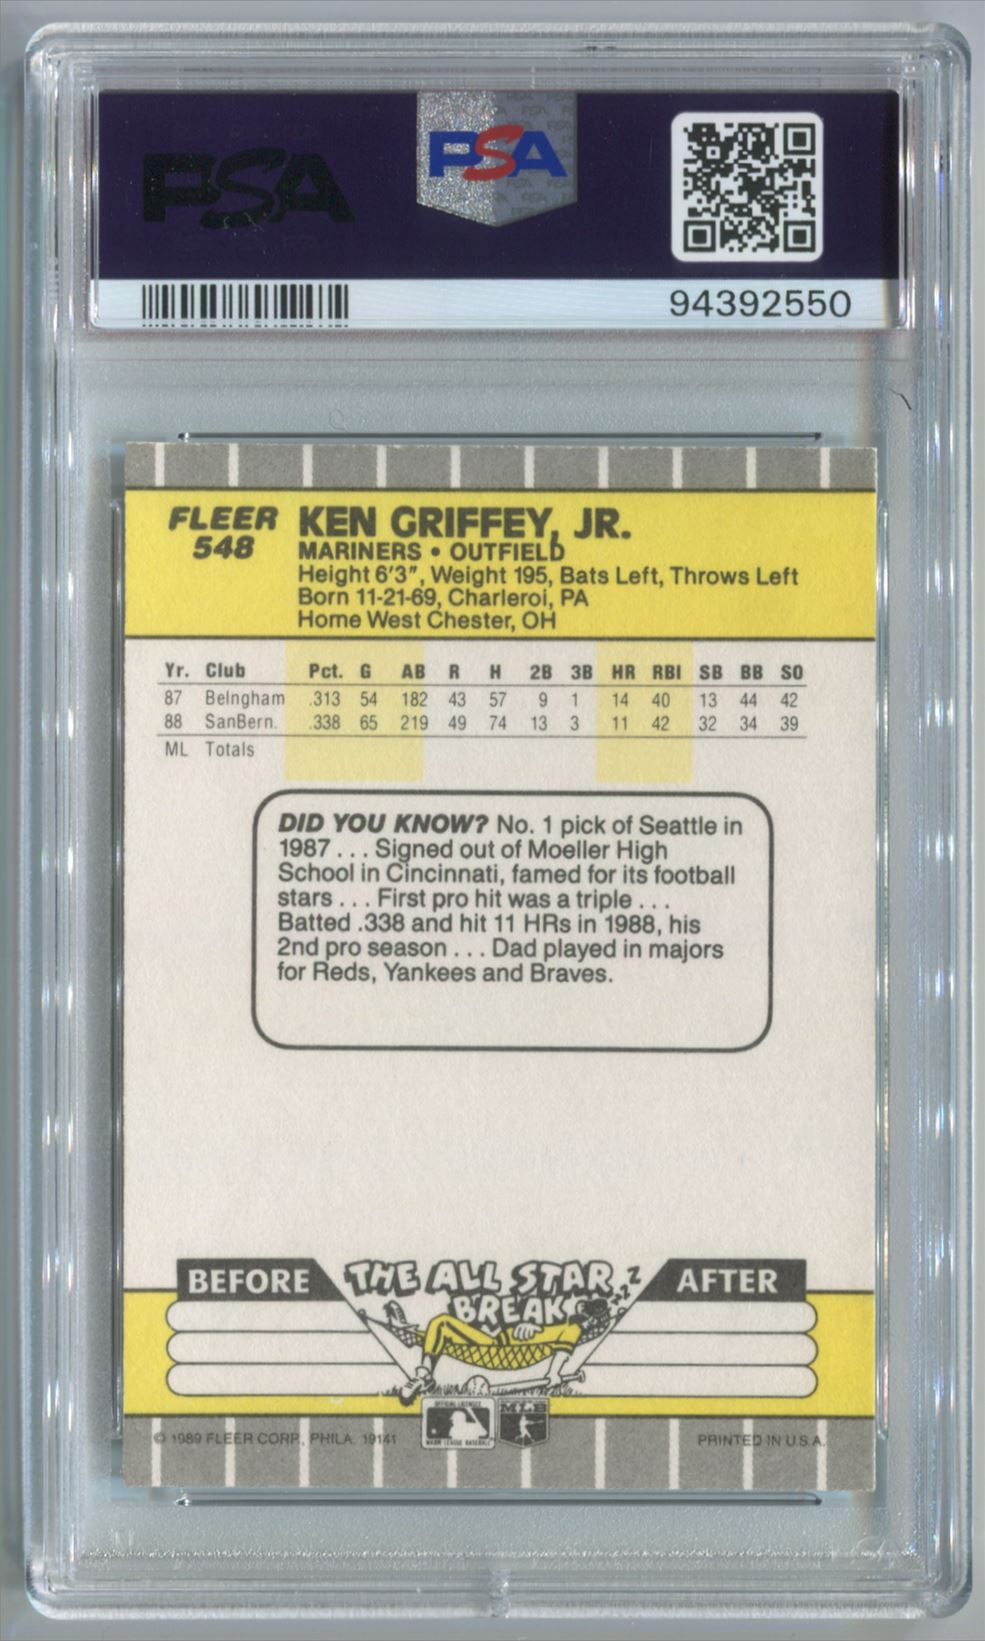 PSA
PSA
94392550
FLEER
548
KEN GRIFFEY, JR.
MARINERS • OUTFIELD
Height 6'3", Weight 195, Bats Left, Throws Left
Born 11-21-69, Charleroi, PA
Home West Chester, OH
Yr. Club Pct. G AB R H 2B 3B HR RBI SB BB SO
87 Belngham .313 54 182 43 57 9 1 14 40 13 44 42
88 SanBern. .338 65 219 49 74 13 3 11 42 32 34 39
ML Totals
DID YOU KNOW? No. 1 pick of Seattle in
1987 . . . Signed out of Moeller High
School in Cincinnati, famed for its football
stars . . . First pro hit was a triple . . .
Batted .338 and hit 11 HRs in 1988, his
2nd pro season . . . Dad played in majors
for Reds, Yankees and Braves.
BEFORE
THE ALL STAR
BREAK
Z Z Z Z
AFTER
OFFICIAL LICENSEE
MAJOR LEAGUE BASEBALL
MLB
© 1989 FLEER CORP., PHILA. 19141
PRINTED IN U.S.A.